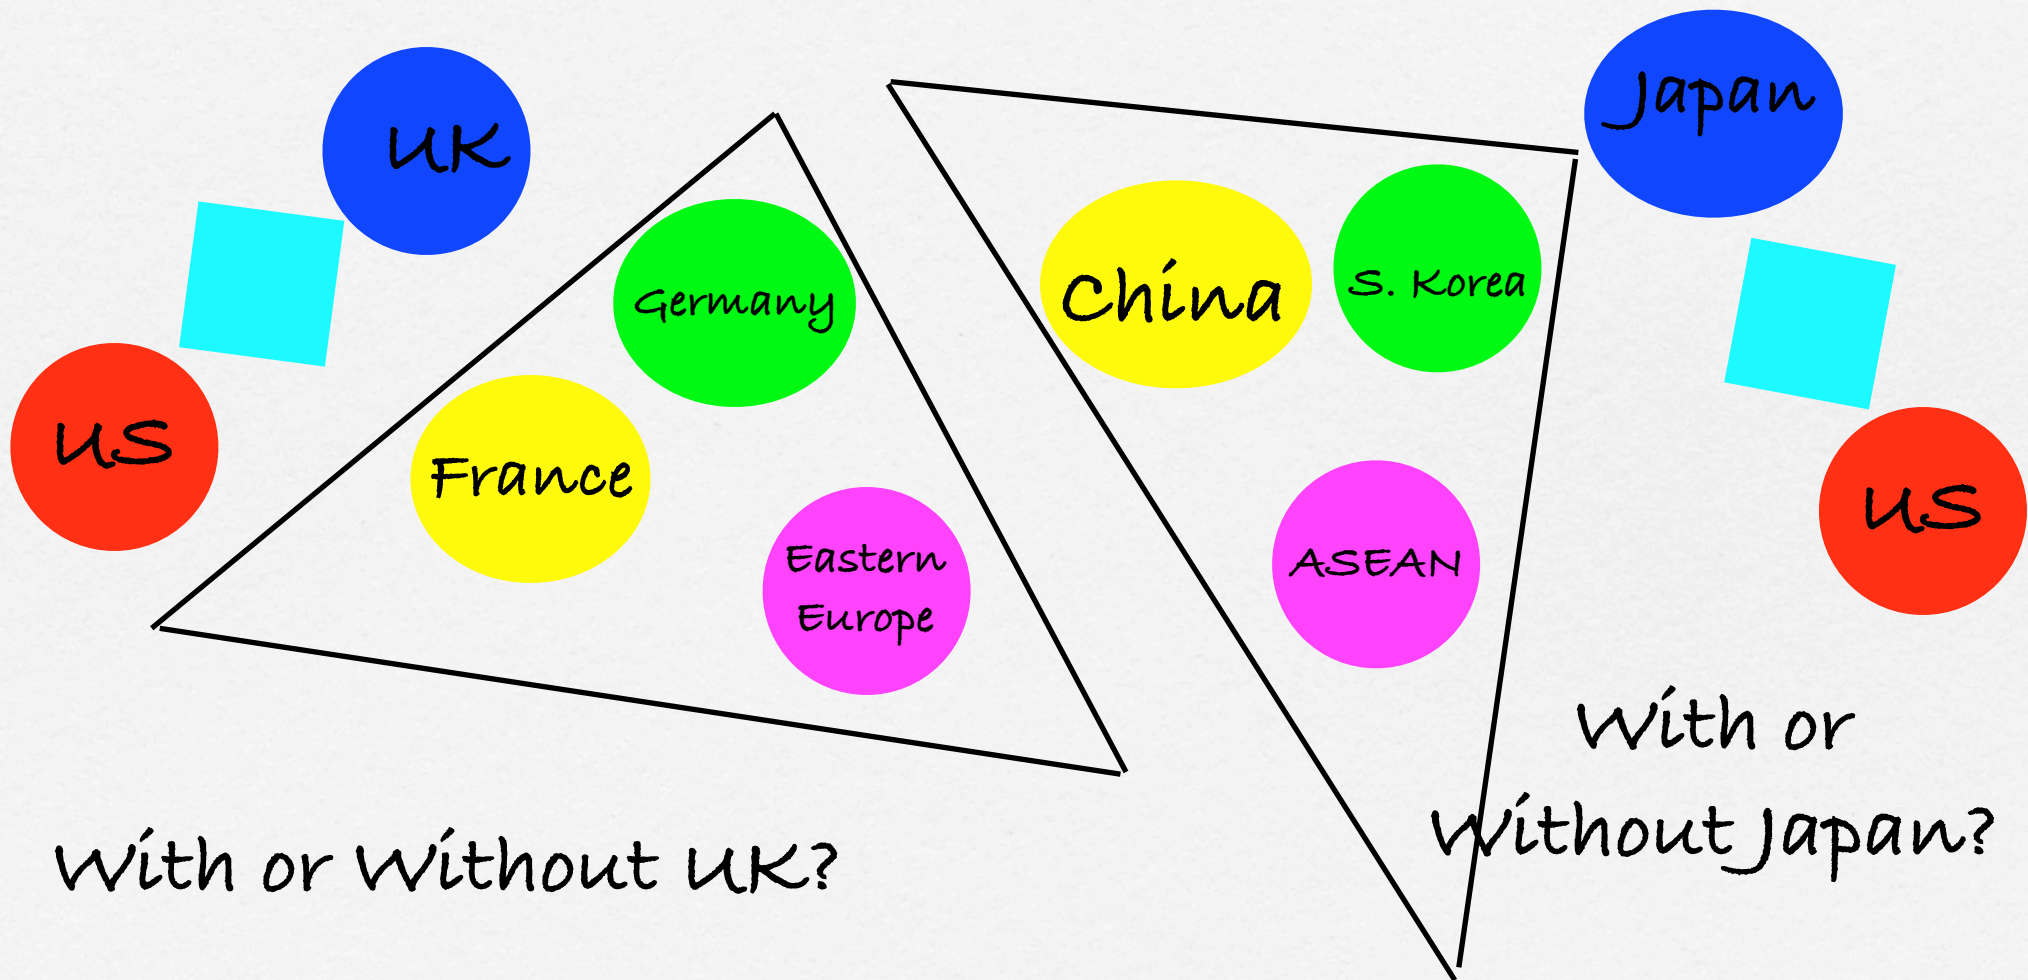 UK
US
Germany
France
Eastern
Europe
With or Without UK?
Japan
China
S. Korea
ASEAN
US
With or
Without Japan?